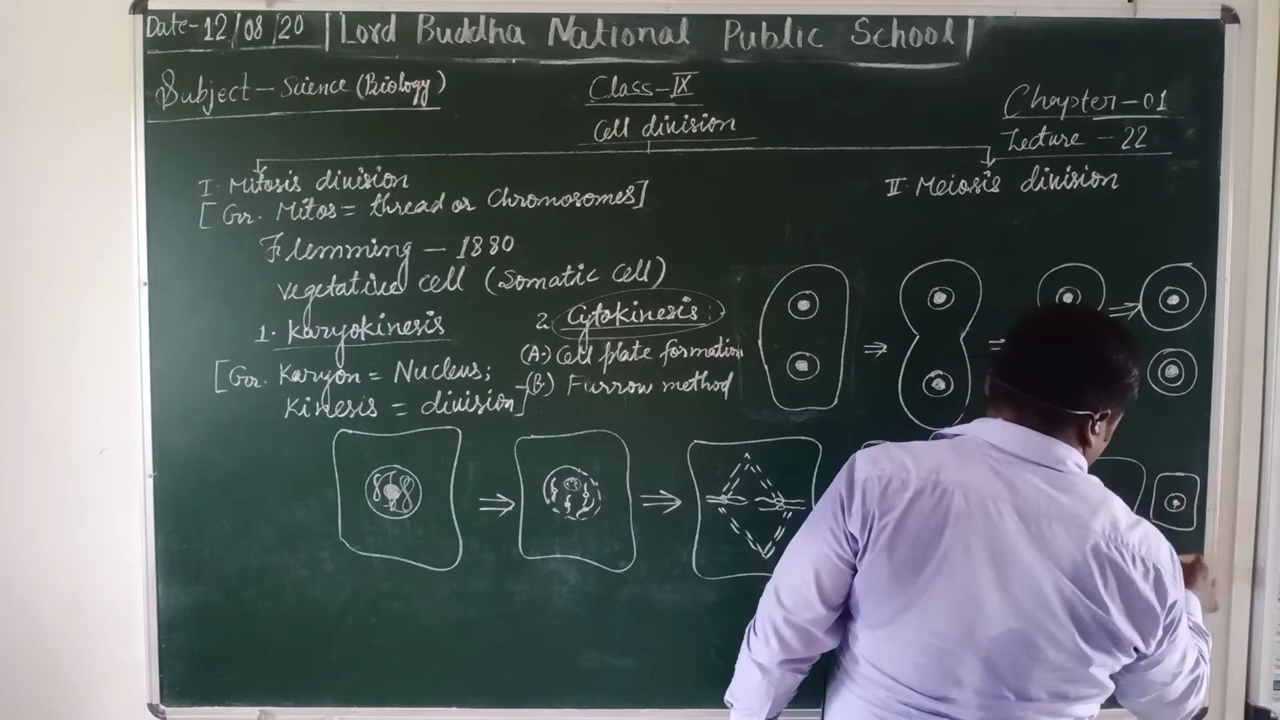 Date-12/08/20 | Lord Buddha National Public School |
Subject - Science (Biology)
Class-IX
Chapter-01
Cell division
Lecture - 22
I. Mitosis division
II. Meiosis division
[Gr. Mitos = thread or Chromosomes]
Flemming - 1880
vegetative cell (Somatic cell)
1. Karyokinesis
2. Cytokinesis
[Gr. Karyon = Nucleus;
Kinesis = division]
(A.) Cell plate formation
(B.) Furrow method